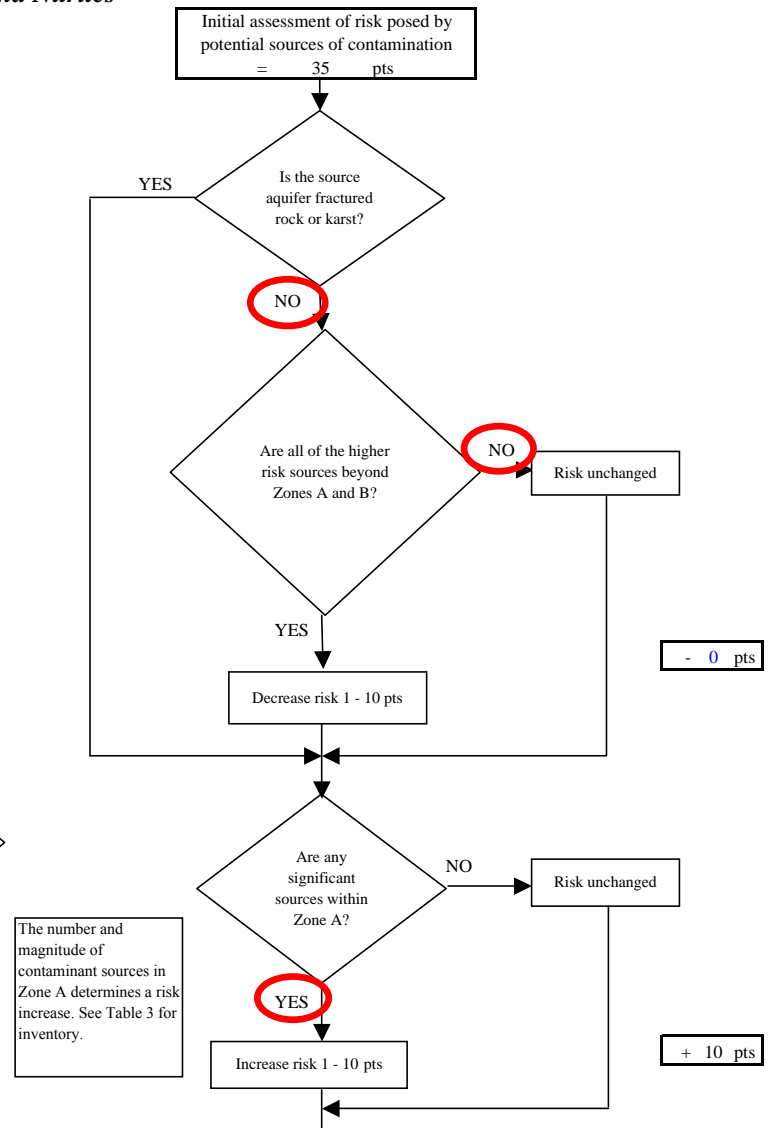 Initial assessment of risk posed by
potential sources of contamination
= 35 pts
Is the source
aquifer fractured
rock or karst?
YES
NO
Are all of the higher
risk sources beyond
Zones A and B?
NO
Risk unchanged
YES
- 0 pts
Decrease risk 1 - 10 pts
Are any
significant
sources within
Zone A?
NO
Risk unchanged
The number and
magnitude of
contaminant sources in
Zone A determines a risk
increase. See Table 3 for
inventory.
YES
Increase risk 1 - 10 pts
+ 10 pts